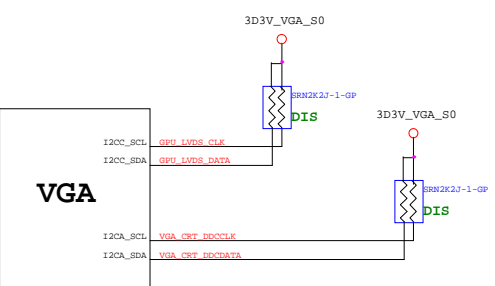 3D3V_VGA_S0
SRN2K2J-1-GP
DIS
3D3V_VGA_S0
I2CC_SCL GPU_LVDS_CLK
I2CC_SDA GPU_LVDS_DATA
VGA
SRN2K2J-1-GP
DIS
I2CA_SCL VGA_CRT_DDCCLK
I2CA_SDA VGA_CRT_DDCDATA